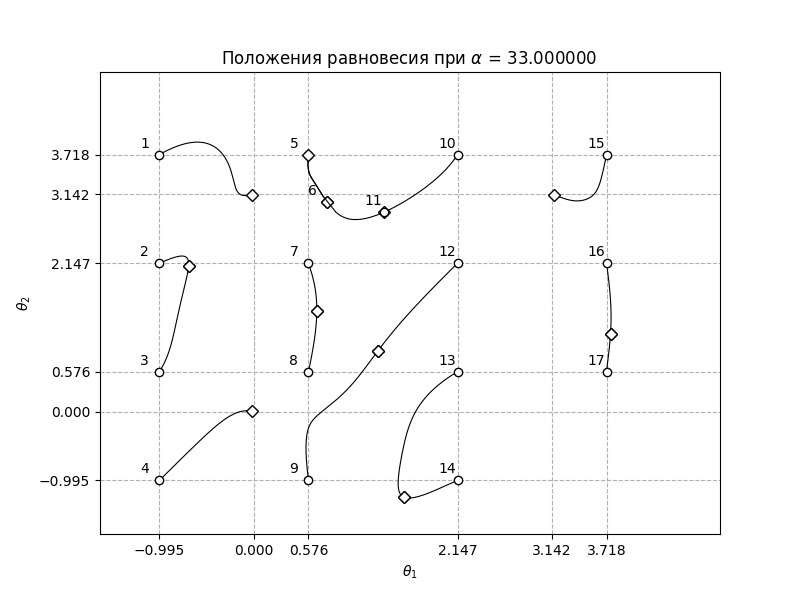 Положения равновесия при α = 33.000000
1 5 10 15
3.718
6 11
3.142
2 7 12 16
2.147
θ₂
3 8 13 17
0.576
0.000
4 9 14
−0.995
−0.995 0.000 0.576 2.147 3.142 3.718
θ₁